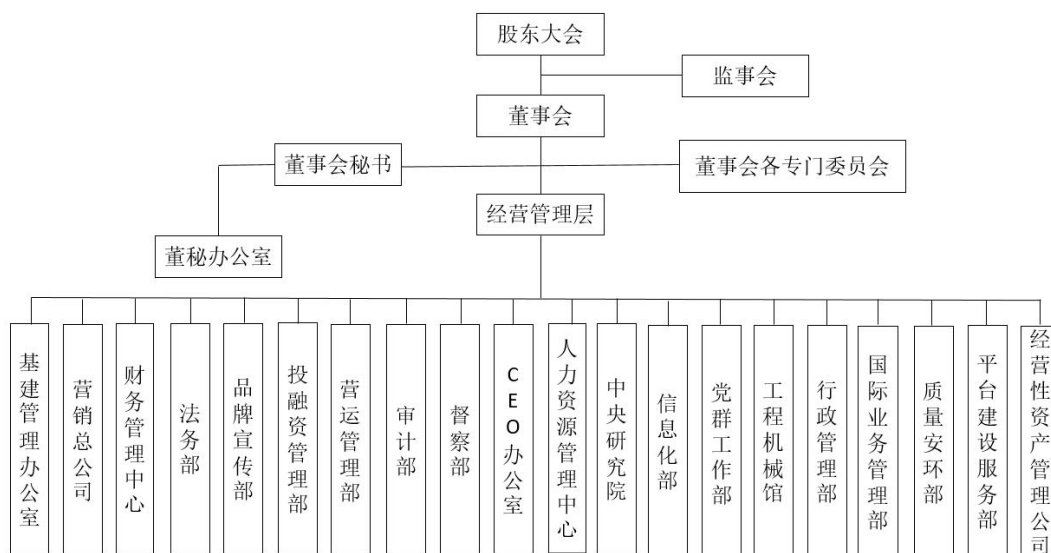 股东大会
监事会
董事会
董事会秘书
董事会各专门委员会
经营管理层
董秘办公室
基建管理办公室
营销总公司
财务管理中心
法务部
品牌宣传部
投融资管理部
营运管理部
审计部
督察部
CEO办公室
人力资源管理中心
中央研究院
信息化部
党群工作部
工程机械馆
行政管理部
国际业务管理部
质量安环部
平台建设服务部
经营性资产管理公司